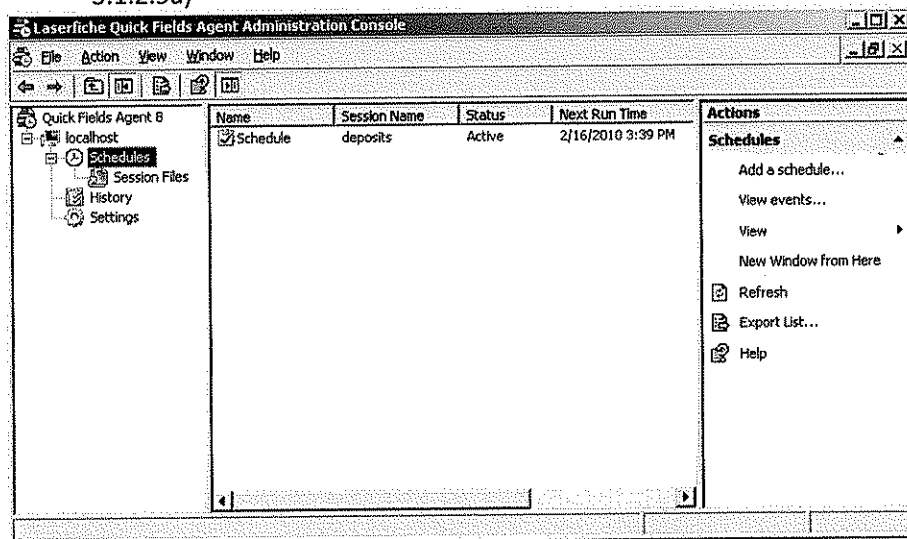 Laserfiche Quick Fields Agent Administration Console
File Action View Window Help
Quick Fields Agent 8
localhost
Schedules
Session Files
History
Settings
Name Session Name Status Next Run Time
Schedule deposits Active 2/16/2010 3:39 PM
Actions
Schedules
Add a schedule...
View events...
View
New Window from Here
Refresh
Export List...
Help